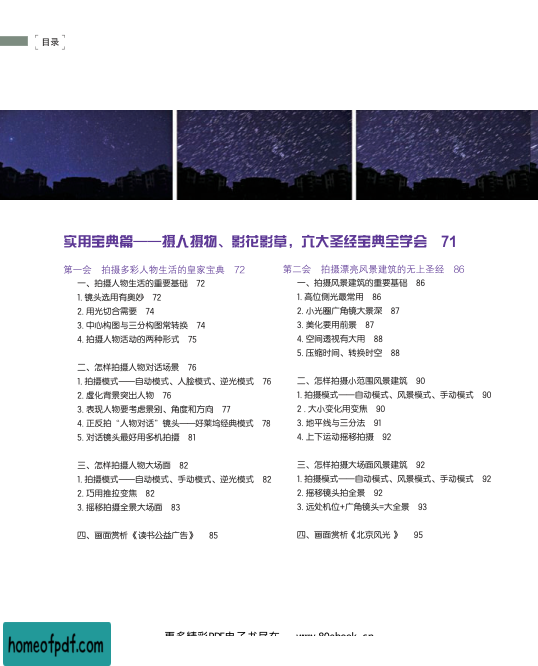 目录
实用宝典篇——摄人摄物、影花影草，六大圣经宝典全学会 71
第一会 拍摄多彩人物生活的皇家宝典 72
一、拍摄人物生活的重要基础 72
1. 镜头选用有奥妙 72
2. 用光切合需要 74
3. 中心构图与三分构图常转换 74
4. 拍摄人物活动的两种形式 75
二、怎样拍摄人物对话场景 76
1. 拍摄模式——自动模式、人脸模式、逆光模式 76
2. 虚化背景突出人物 76
3. 表现人物要考虑景别、角度和方向 77
4. 正反拍“人物对话”镜头——好莱坞经典模式 78
5. 对话镜头最好用多机拍摄 81
三、怎样拍摄人物大场面 82
1. 拍摄模式——自动模式、手动模式、逆光模式 82
2. 巧用推拉变焦 82
3. 摇移拍摄全景大场面 83
四、画面赏析《读书公益广告》 85
第二会 拍摄漂亮风景建筑的无上圣经 86
一、拍摄风景建筑的重要基础 86
1. 高位侧光最常用 86
2. 小光圈广角镜大景深 87
3. 美化要用前景 87
4. 空间透视有大用 88
5. 压缩时间、转换时空 88
二、怎样拍摄小范围风景建筑 90
1. 拍摄模式——自动模式、风景模式、手动模式 90
2 . 大小变化用变焦 90
3. 地平线与三分法 91
4. 上下运动摇移拍摄 92
三、怎样拍摄大场面风景建筑 92
1. 拍摄模式——自动模式、风景模式、手动模式 92
2. 摇移镜头拍全景 92
3. 远处机位+广角镜头=大全景 93
四、画面赏析《北京风光 》 95
homeofpdf.com